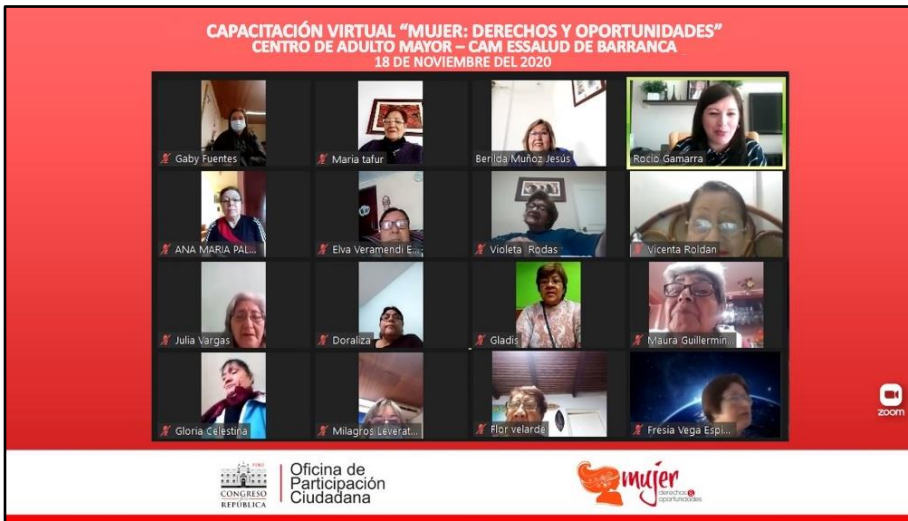 CAPACITACIÓN VIRTUAL “MUJER: DERECHOS Y OPORTUNIDADES”
CENTRO DE ADULTO MAYOR – CAM ESSALUD DE BARRANCA
18 DE NOVIEMBRE DEL 2020
Gaby Fuentes
Maria tafur
Berilda Muñoz Jesús
Rocio Gamarra
ANA MARIA PAL...
Elva Veramendi E...
Violeta Rodas
Vicenta Roldan
Julia Vargas
Doraliza
Gladis
Maura Guillermin...
Gloria Celestina
Milagros Leverat...
Flor velarde
Fresia Vega Espi...
zoom
PERÚ
CONGRESO
REPÚBLICA
Oficina de
Participación
Ciudadana
mujer
derechos &
oportunidades